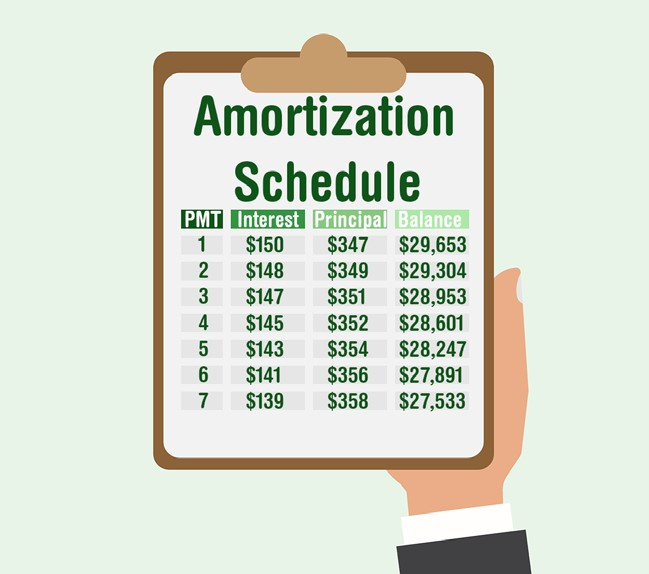 Amortization
Schedule
PMT Interest Principal Balance
1 $150 $347 $29,653
2 $148 $349 $29,304
3 $147 $351 $28,953
4 $145 $352 $28,601
5 $143 $354 $28,247
6 $141 $356 $27,891
7 $139 $358 $27,533